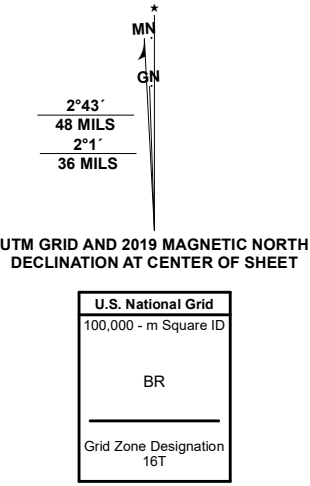 MN
GN
2°43´
48 MILS
2°1´
36 MILS
UTM GRID AND 2019 MAGNETIC NORTH
DECLINATION AT CENTER OF SHEET
U.S. National Grid
100,000 - m Square ID
BR
Grid Zone Designation
16T